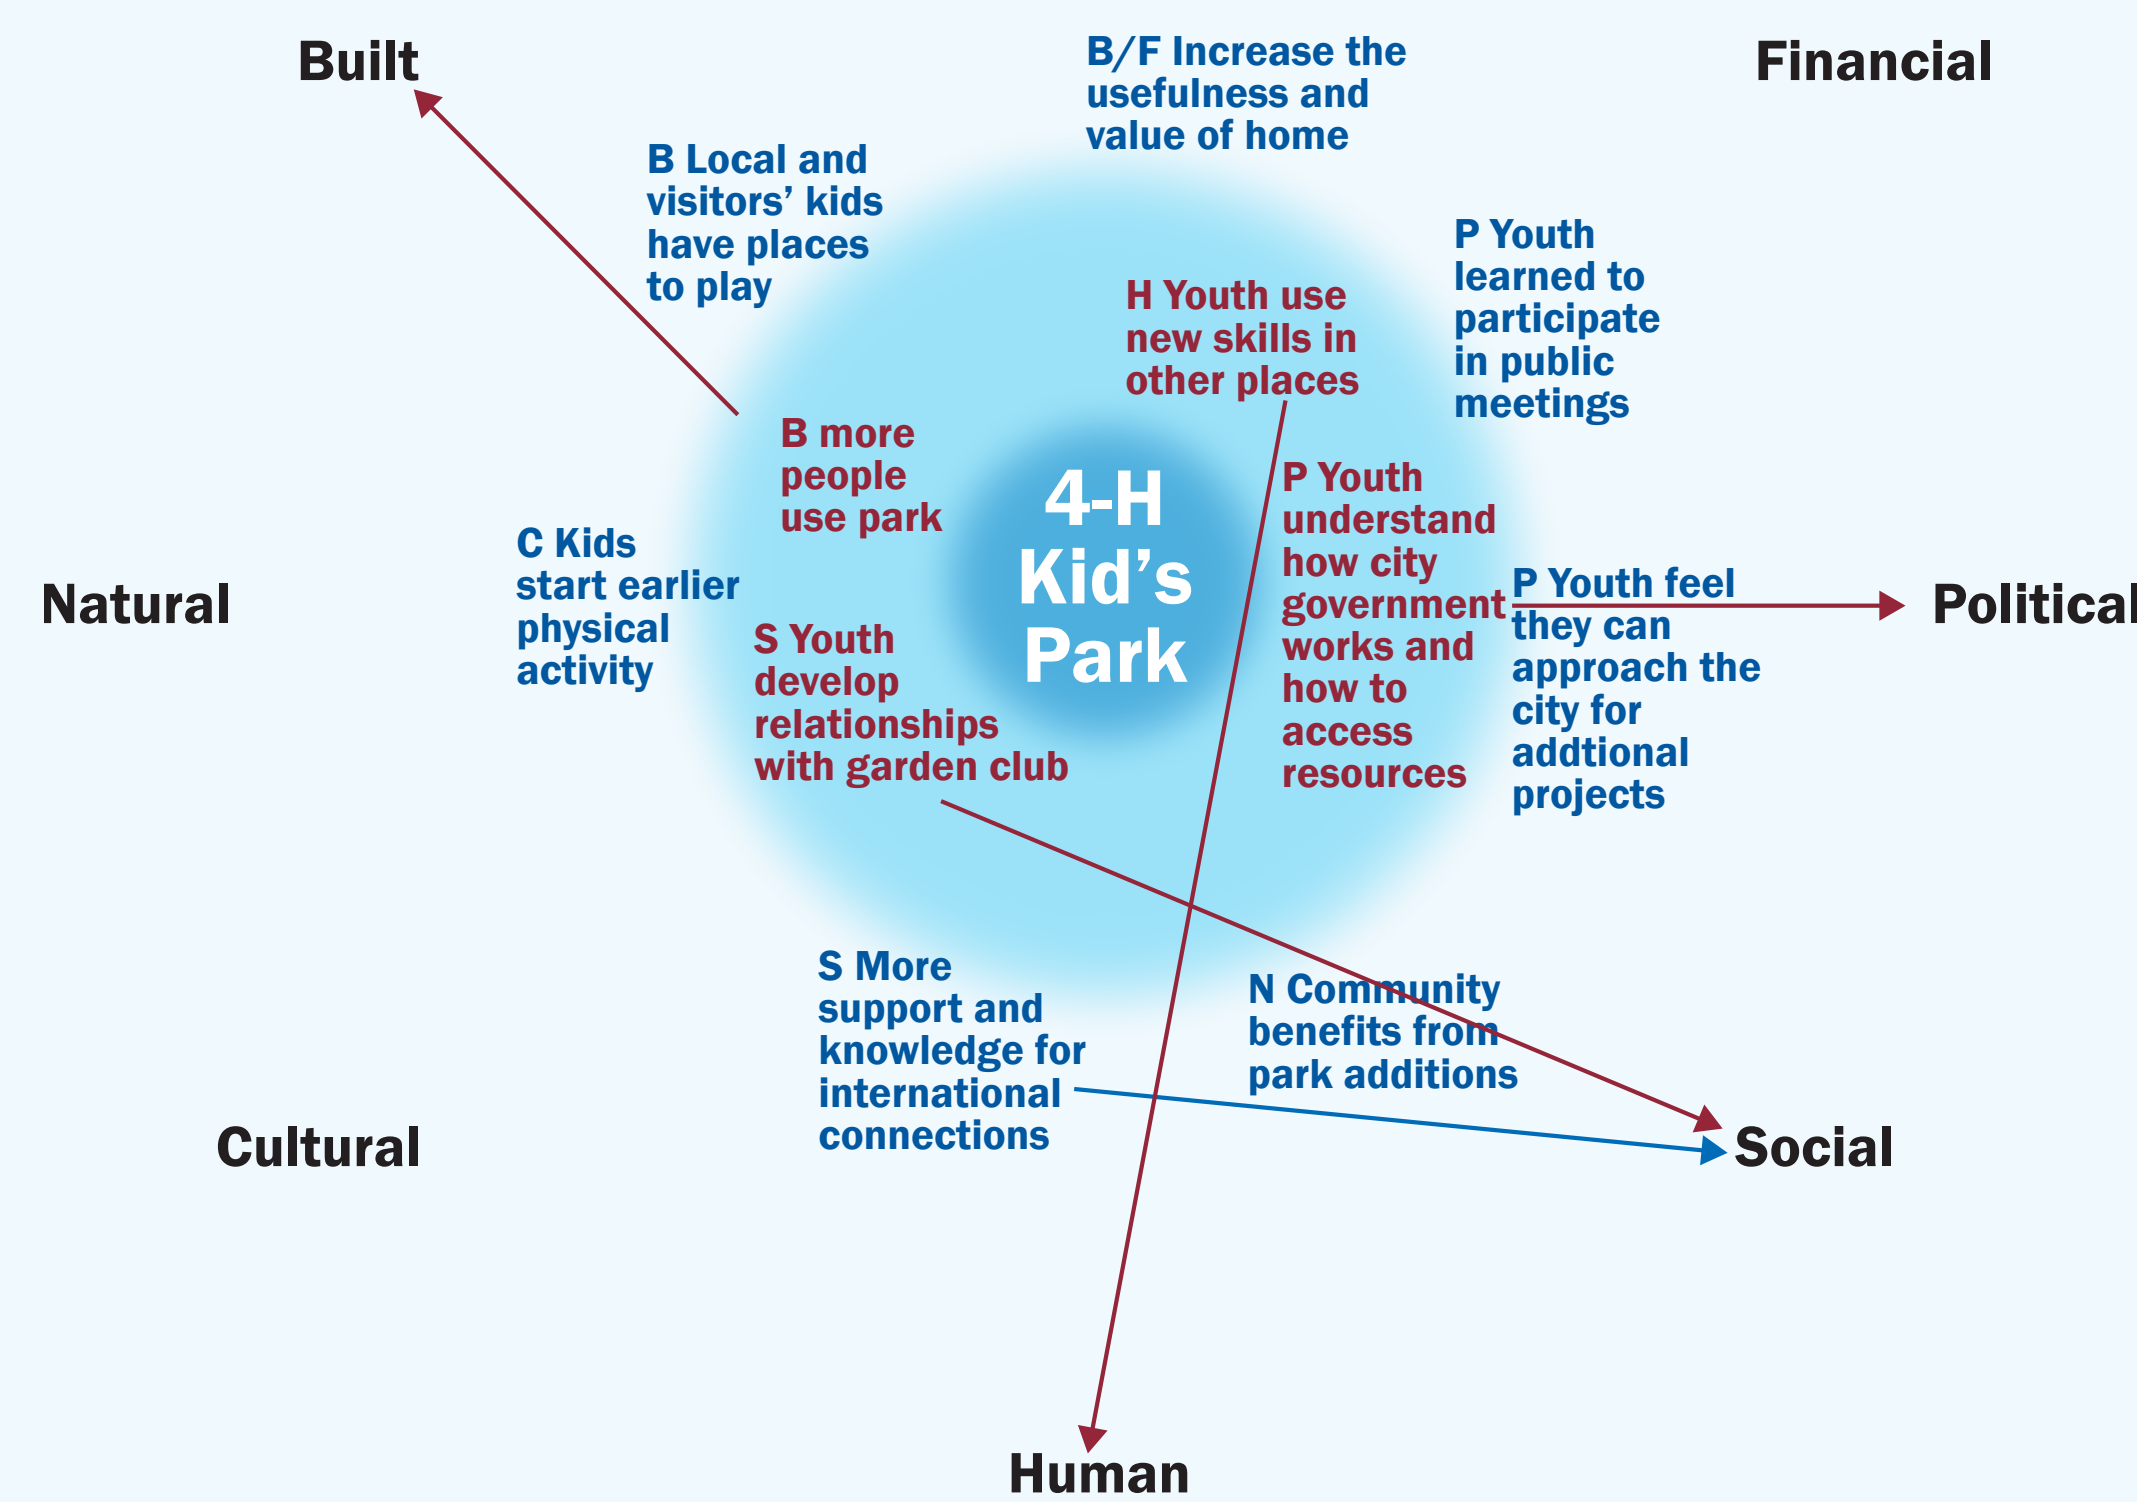 Built
Financial
B/F Increase the
usefulness and
value of home
B Local and
visitors’ kids
have places
to play
P Youth
learned to
participate
in public
meetings
H Youth use
new skills in
other places
B more
people
use park
4-H
Kid’s
Park
P Youth
understand
how city
government
works and
how to
access
resources
C Kids
start earlier
physical
activity
Natural
P Youth feel
they can
approach the
city for
addtional
projects
Political
S Youth
develop
relationships
with garden club
S More
support and
knowledge for
international
connections
N Community
benefits from
park additions
Cultural
Social
Human